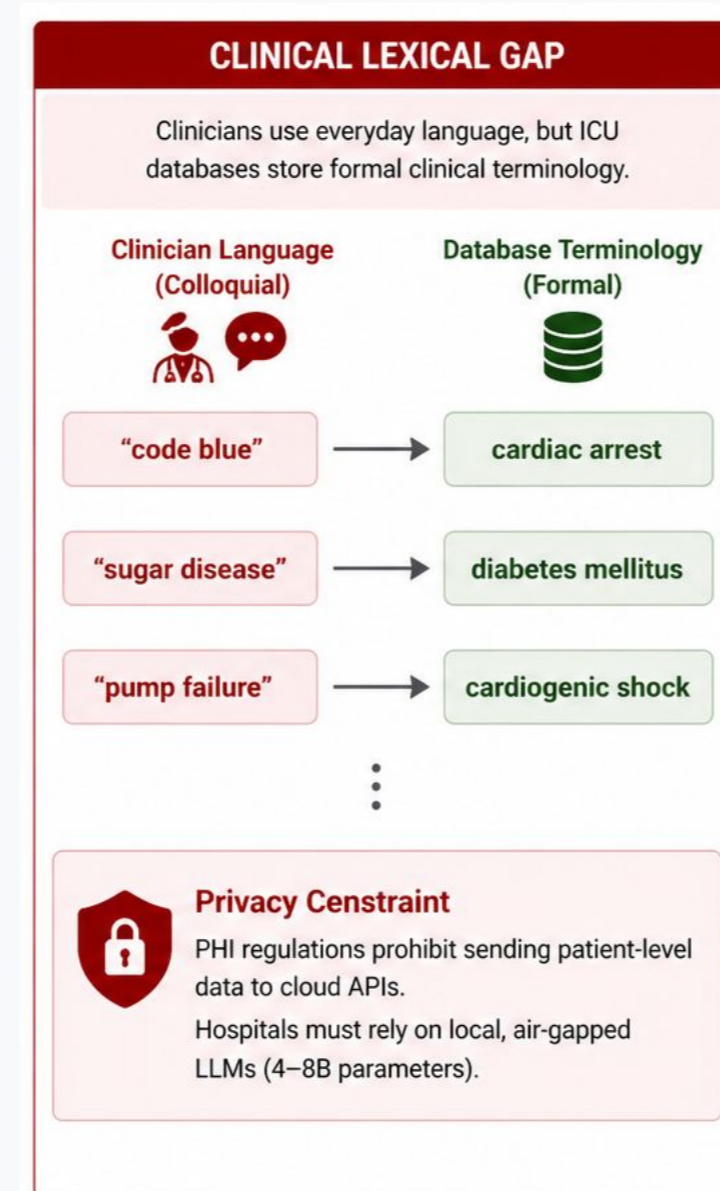 CLINICAL LEXICAL GAP
Clinicians use everyday language, but ICU
databases store formal clinical terminology.
Clinician Language
(Colloquial)
Database Terminology
(Formal)
“code blue”
cardiac arrest
“sugar disease”
diabetes mellitus
“pump failure”
cardiogenic shock
Privacy Censtraint
PHI regulations prohibit sending patient-level
data to cloud APIs.
Hospitals must rely on local, air-gapped
LLMs (4–8B parameters).